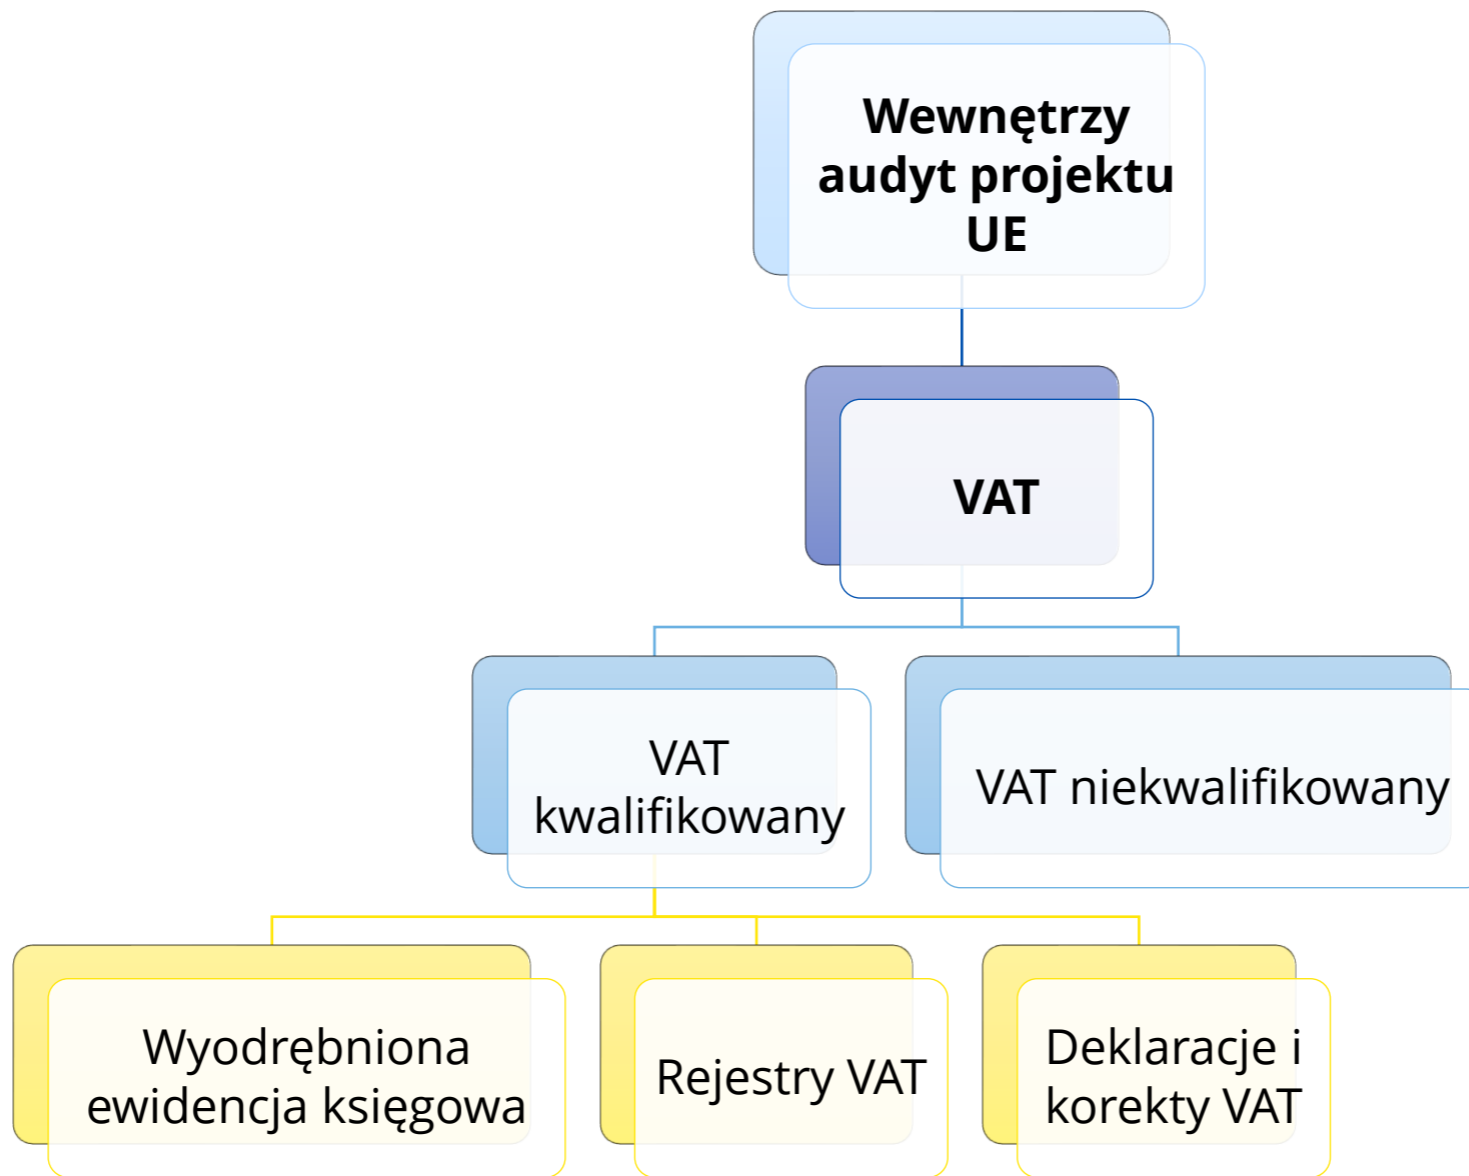 Wewnętrzy
audyt projektu
UE
VAT
VAT
kwalifikowany
VAT niekwalifikowany
Wyodrębniona
ewidencja księgowa
Rejestry VAT
Deklaracje i
korekty VAT